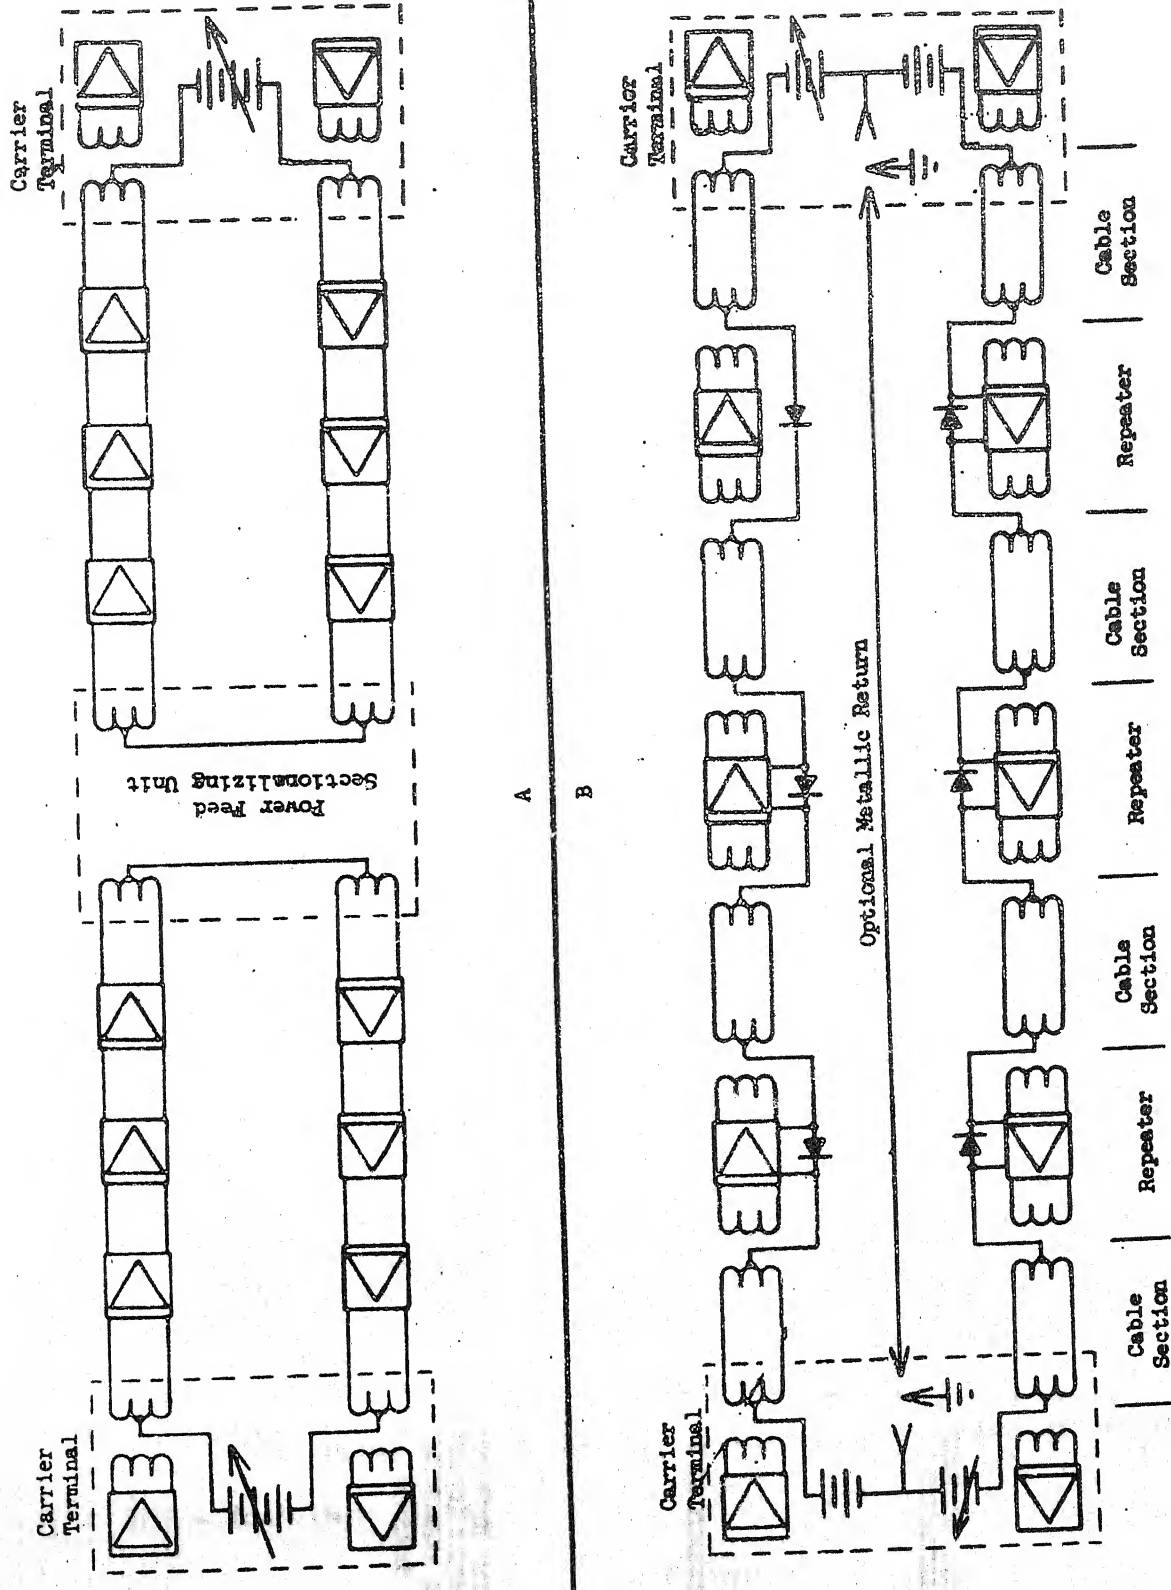 Carrier
Terminal
Carrier
Terminal
Power Feed
Sectionalizing Unit
A
B
Carrier
Terminal
Carrier
Terminal
Optional Metallic Return
Cable
Section
Repeater
Cable
Section
Repeater
Cable
Section
Repeater
Cable
Section